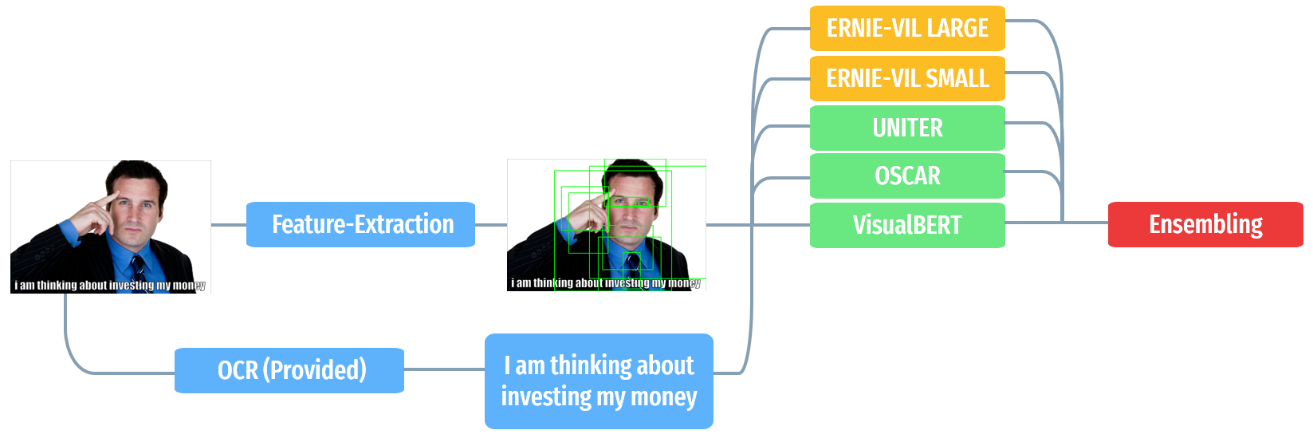 ERNIE-VIL LARGE
ERNIE-VIL SMALL
UNITER
OSCAR
VisualBERT
Feature-Extraction
Ensembling
i am thinking about investing my money
i am thinking about investing my money
OCR (Provided)
I am thinking about
investing my money